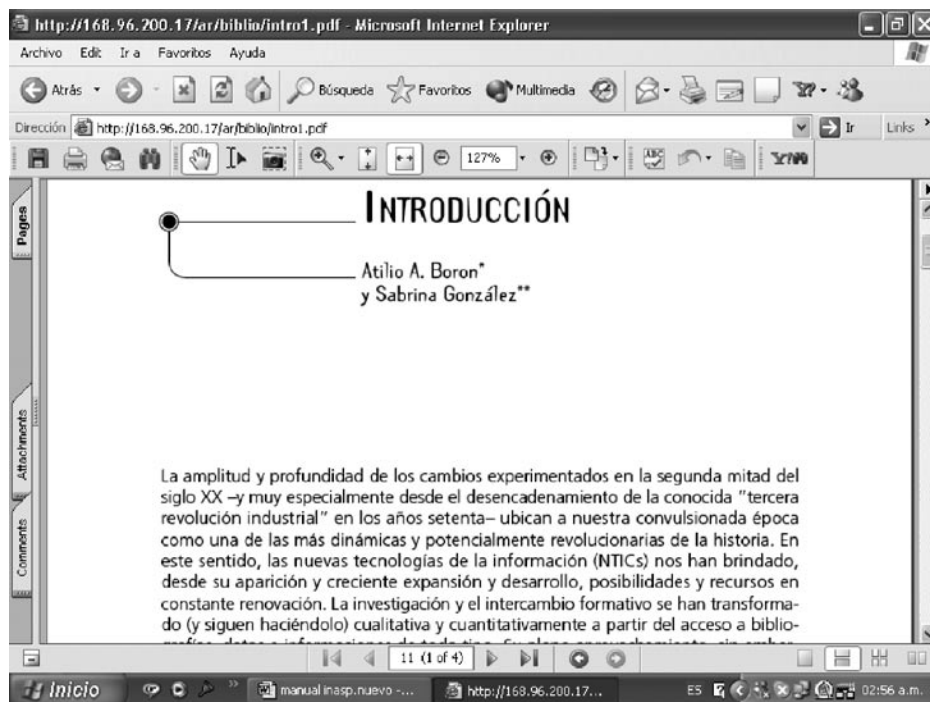 http://168.96.200.17/ar/biblio/intro1.pdf - Microsoft Internet Explorer
Archivo Edit Ir a Favoritos Ayuda
Atrás Búsqueda Favoritos Multimedia
Dirección http://168.96.200.17/ar/biblio/intro1.pdf Ir Links
127%
Pages
INTRODUCCIÓN
Atilio A. Boron*
y Sabrina González**
Attachments
Comments
La amplitud y profundidad de los cambios experimentados en la segunda mitad del
siglo XX –y muy especialmente desde el desencadenamiento de la conocida "tercera
revolución industrial" en los años setenta– ubican a nuestra convulsionada época
como una de las más dinámicas y potencialmente revolucionarias de la historia. En
este sentido, las nuevas tecnologías de la información (NTICs) nos han brindado,
desde su aparición y creciente expansión y desarrollo, posibilidades y recursos en
constante renovación. La investigación y el intercambio formativo se han transforma-
do (y siguen haciéndolo) cualitativa y cuantitativamente a partir del acceso a biblio-
11 (1 of 4)
Inicio manual inasp.nuevo -... http://168.96.200.17... ES 02:56 a.m.